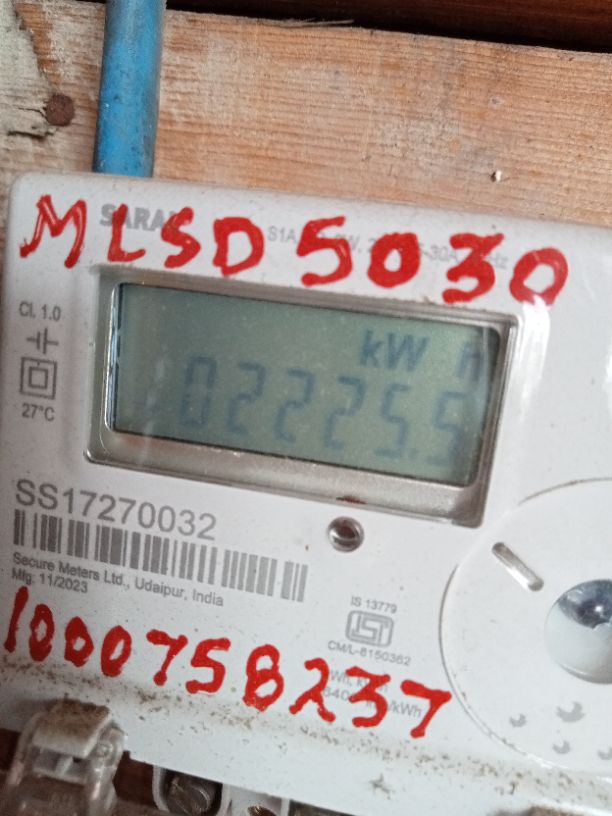 MLSD 5030
Cl. 1.0
kW h
02225.5
27°C
SS17270032
Secure Meters Ltd., Udaipur, India
Mfg: 11/2023
IS 13779
CM/L-8150362
1000758237